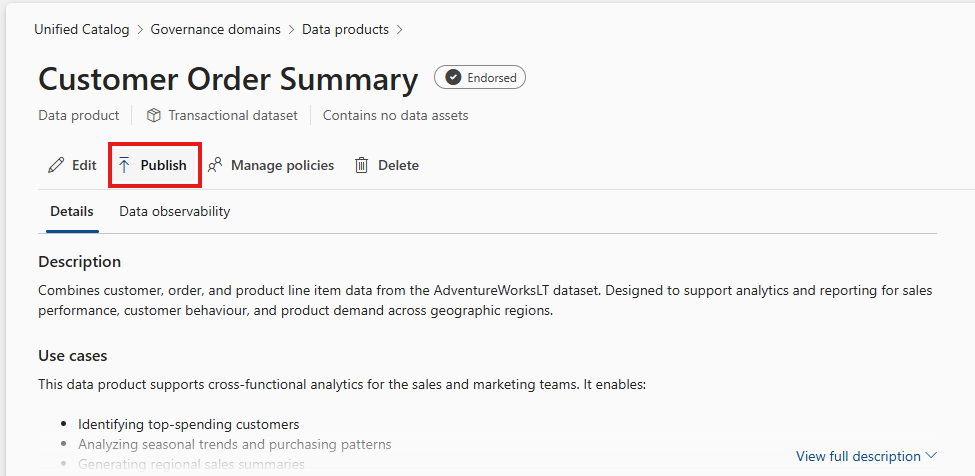 Unified Catalog > Governance domains > Data products >
Customer Order Summary Endorsed
Data product Transactional dataset Contains no data assets
Edit Publish Manage policies Delete
Details Data observability
Description
Combines customer, order, and product line item data from the AdventureWorksLT dataset. Designed to support analytics and reporting for sales
performance, customer behaviour, and product demand across geographic regions.
Use cases
This data product supports cross-functional analytics for the sales and marketing teams. It enables:
• Identifying top-spending customers
• Analyzing seasonal trends and purchasing patterns
• Generating regional sales summaries
View full description